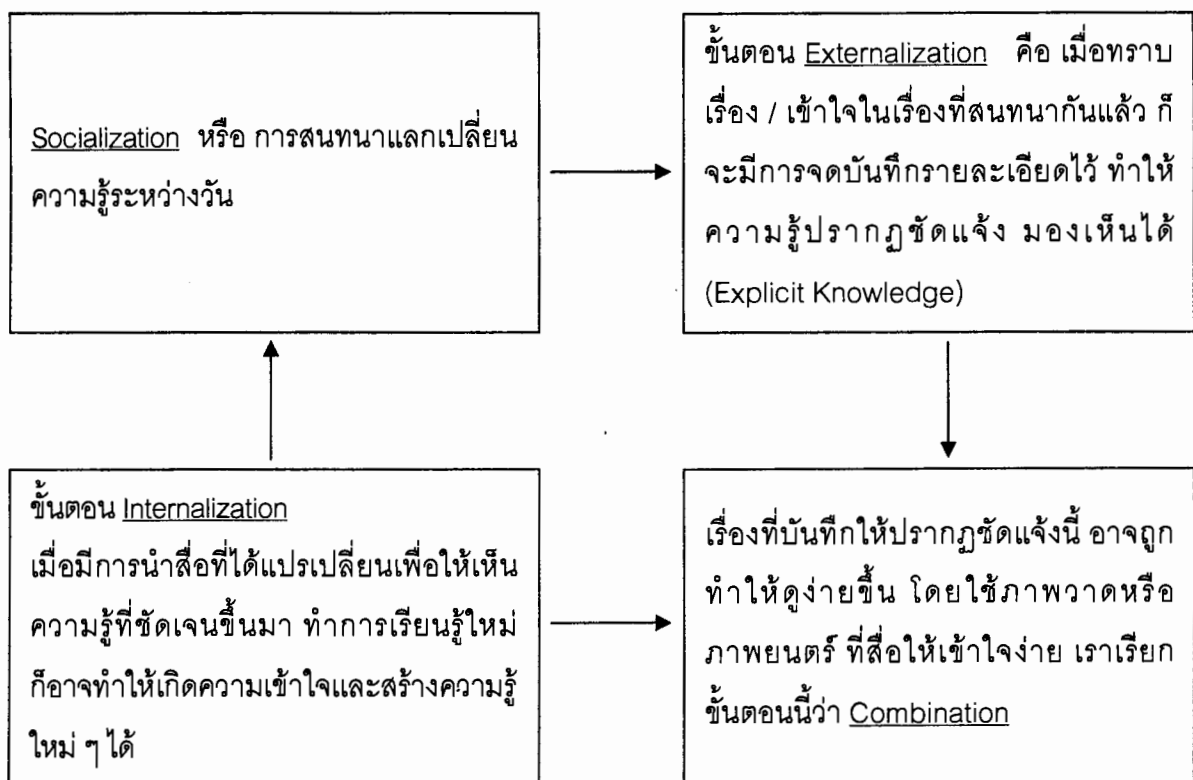 Socialization หรือ การสนทนาแลกเปลี่ยน
ความรู้ระหว่างวัน
ขั้นตอน Externalization คือ เมื่อทราบ
เรื่อง / เข้าใจในเรื่องที่สนทนากันแล้ว ก็
จะมีการจดบันทึกรายละเอียดไว้ ทำให้
ความรู้ปรากฏชัดแจ้ง มองเห็นได้
(Explicit Knowledge)
ขั้นตอน Internalization
เมื่อมีการนำสื่อที่ได้แปรเปลี่ยนเพื่อให้เห็น
ความรู้ที่ชัดเจนขึ้นมา ทำการเรียนรู้ใหม่
ก็อาจทำให้เกิดความเข้าใจและสร้างความรู้
ใหม่ ๆ ได้
เรื่องที่บันทึกให้ปรากฏชัดแจ้งนี้ อาจถูก
ทำให้ดูง่ายขึ้น โดยใช้ภาพวาดหรือ
ภาพยนตร์ ที่สื่อให้เข้าใจง่าย เราเรียก
ขั้นตอนนี้ว่า Combination